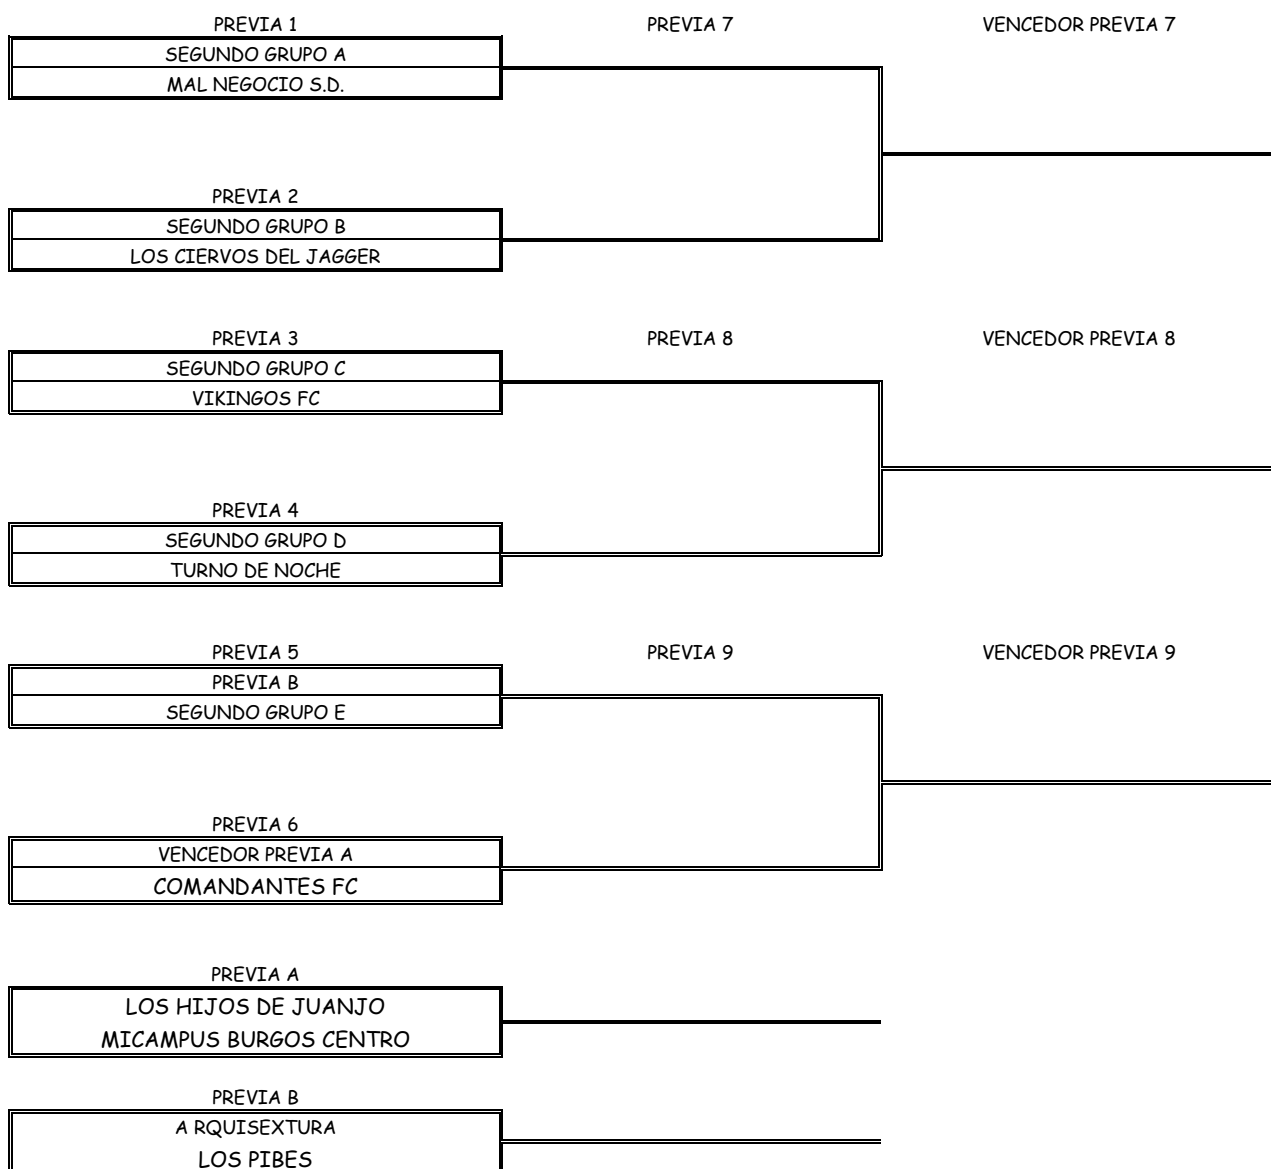 PREVIA 1 PREVIA 7 VENCEDOR PREVIA 7
SEGUNDO GRUPO A
MAL NEGOCIO S.D.
PREVIA 2
SEGUNDO GRUPO B
LOS CIERVOS DEL JAGGER
PREVIA 3 PREVIA 8 VENCEDOR PREVIA 8
SEGUNDO GRUPO C
VIKINGOS FC
PREVIA 4
SEGUNDO GRUPO D
TURNO DE NOCHE
PREVIA 5 PREVIA 9 VENCEDOR PREVIA 9
PREVIA B
SEGUNDO GRUPO E
PREVIA 6
VENCEDOR PREVIA A
COMANDANTES FC
PREVIA A
LOS HIJOS DE JUANJO
MICAMPUS BURGOS CENTRO
PREVIA B
A RQUISEXTURA
LOS PIBES